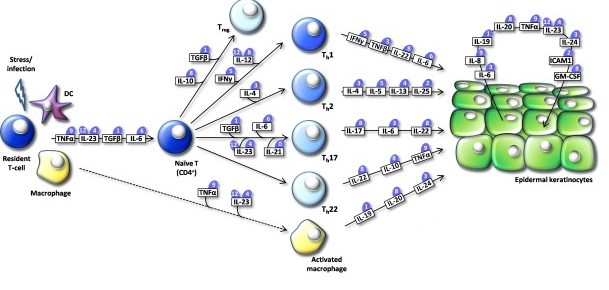 Stress/
infection
DC
Resident
T-cell
Macrophage
TNFα IL-23 TGFβ IL-6
Naïve T
(CD4⁺)
Treg
TGFβ
IL-10
IL-12
IFNγ
IL-4
TGFβ IL-6
IL-23 IL-21
TNFα
IL-23
Th1
Th2
Th17
Th22
Activated
macrophage
IFNγ TNFβ IL-22 IL-6
IL-4 IL-5 IL-13 IL-25
IL-17 IL-6 IL-22
IL-22 IL-10 TNFα
IL-19 IL-20 IL-24
IL-6
IL-8
IL-19
IL-20
TNFα
IL-23
IL-24
ICAM1
GM-CSF
Epidermal keratinocytes